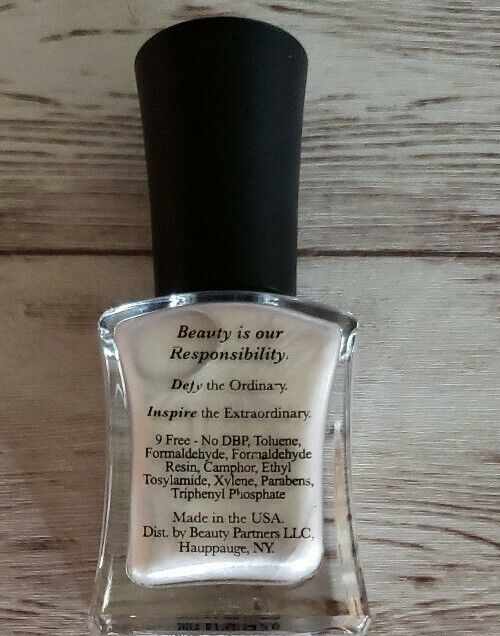 Beauty is our
Responsibility.
Defy the Ordinary.
Inspire the Extraordinary.
9 Free - No DBP, Toluene,
Formaldehyde, Formaldehyde
Resin, Camphor, Ethyl
Tosylamide, Xylene, Parabens,
Triphenyl Phosphate
Made in the USA.
Dist. by Beauty Partners LLC,
Hauppauge, NY.